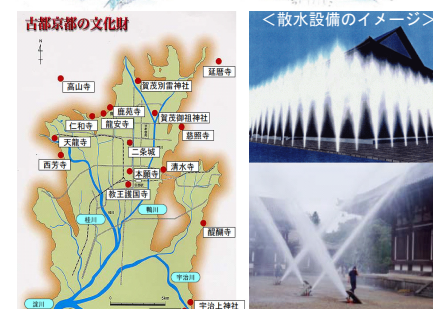 古都京都の文化財
<散水設備のイメージ>
N
延暦寺
高山寺
賀茂別雷神社
鹿苑寺
賀茂御祖神社
仁和寺
龍安寺
慈照寺
天龍寺
二条城
西芳寺
本願寺
清水寺
教王護国寺
桂川
鴨川
醍醐寺
宇治川
淀川
宇治上神社